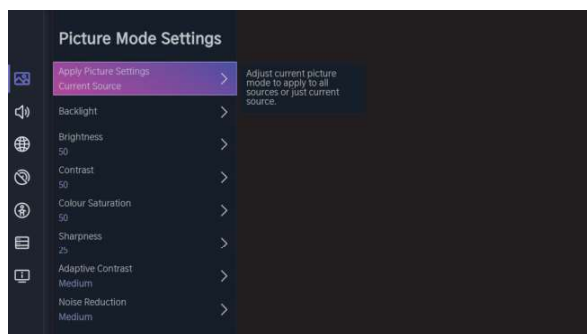 Picture Mode Settings
Apply Picture Settings
Current Source
Adjust current picture
mode to apply to all
sources or just current
source.
Backlight
Brightness
50
Contrast
50
Colour Saturation
50
Sharpness
25
Adaptive Contrast
Medium
Noise Reduction
Medium